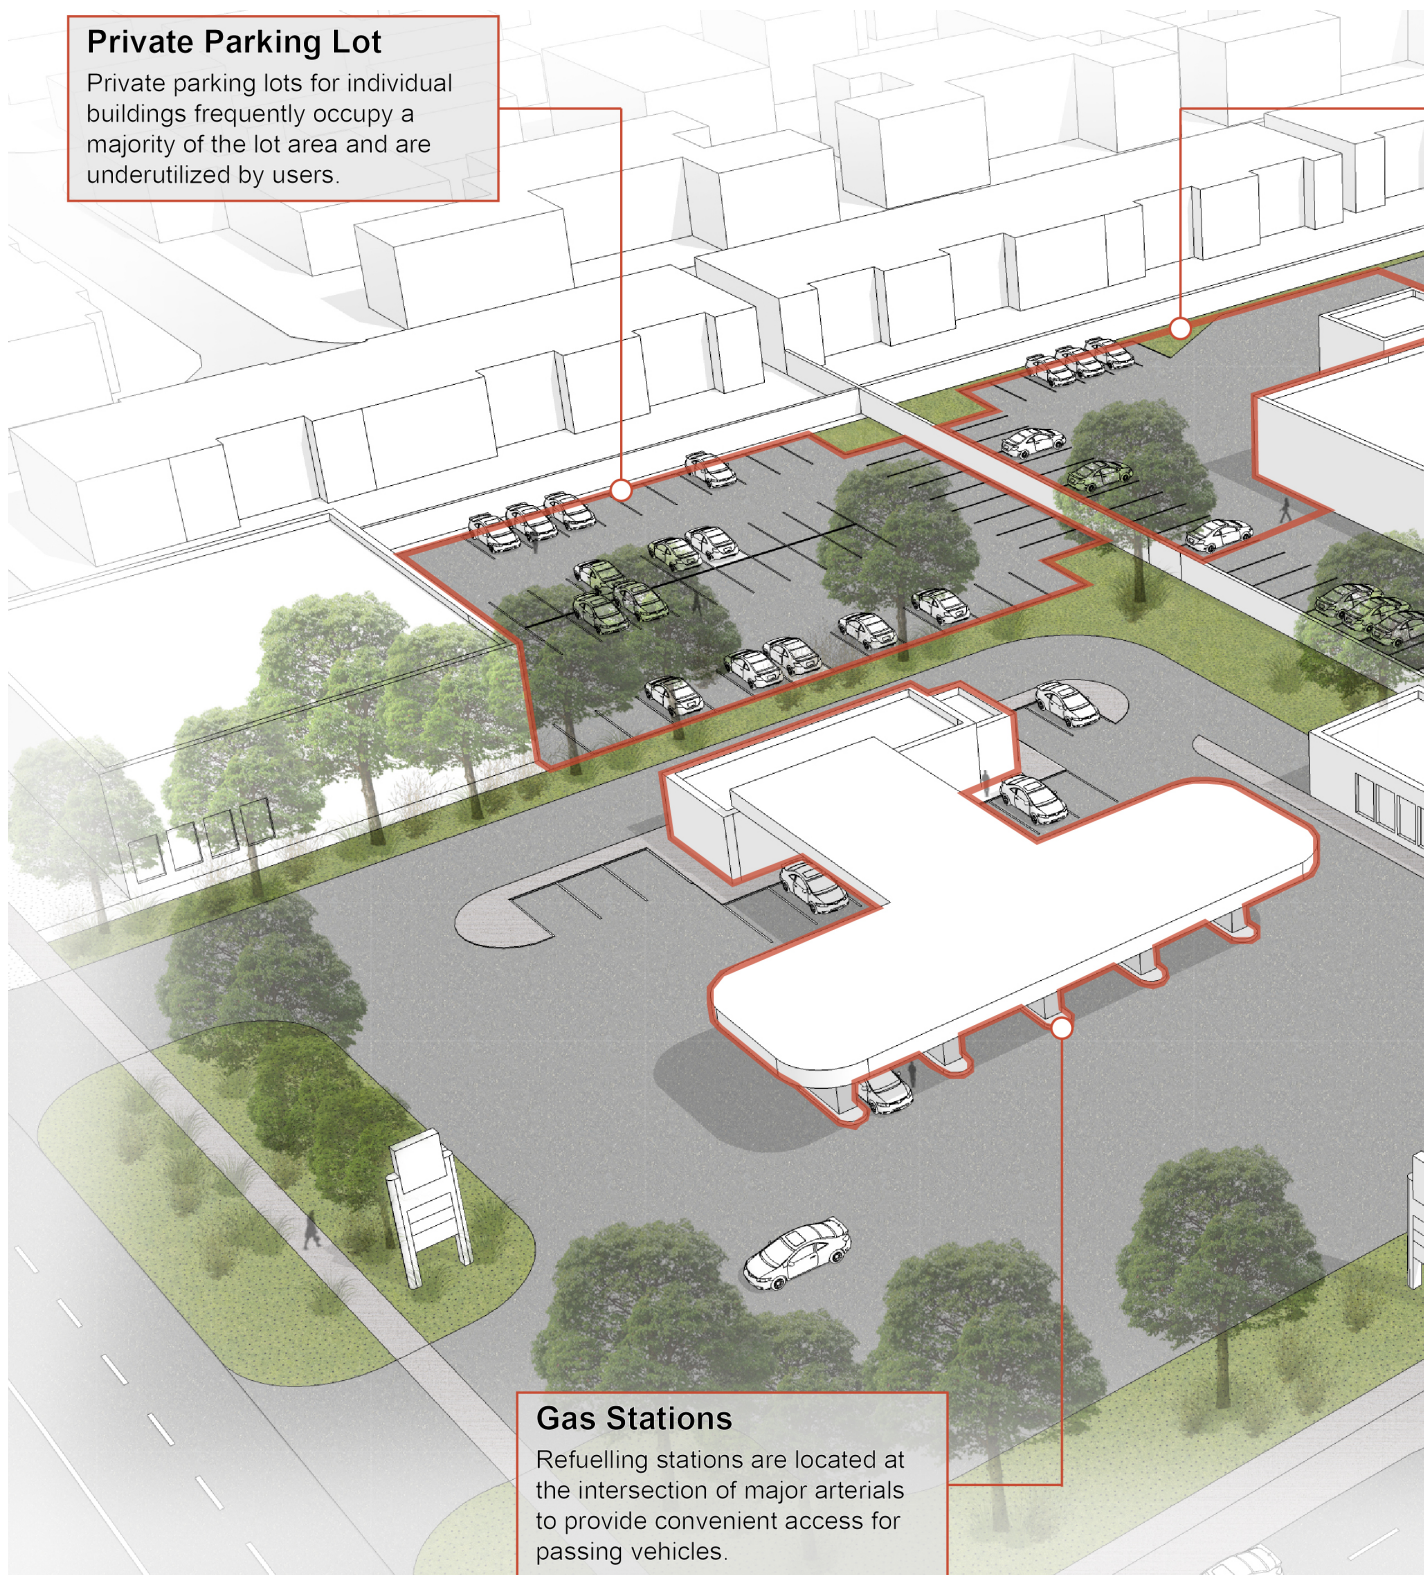 Private Parking Lot
Private parking lots for individual
buildings frequently occupy a
majority of the lot area and are
underutilized by users.
Gas Stations
Refuelling stations are located at
the intersection of major arterials
to provide convenient access for
passing vehicles.